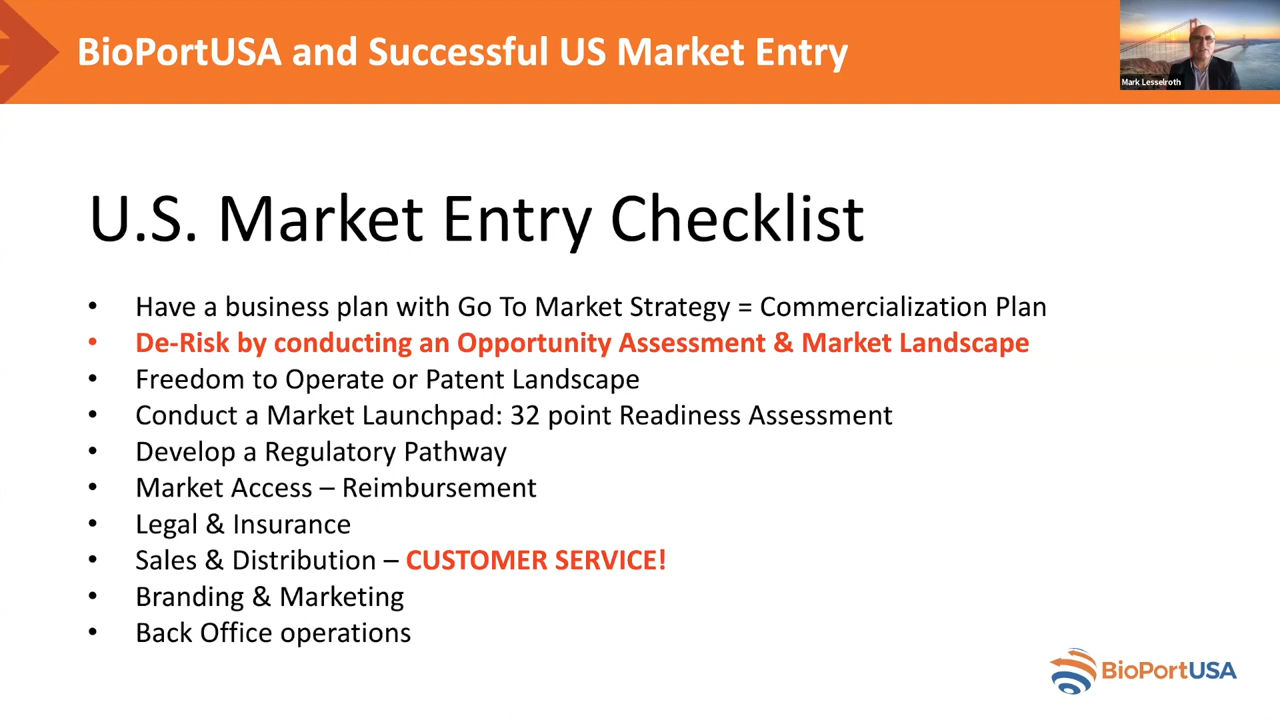 BioPortUSA and Successful US Market Entry
Mark Lesselroth
U.S. Market Entry Checklist
• Have a business plan with Go To Market Strategy = Commercialization Plan
• De-Risk by conducting an Opportunity Assessment & Market Landscape
• Freedom to Operate or Patent Landscape
• Conduct a Market Launchpad: 32 point Readiness Assessment
• Develop a Regulatory Pathway
• Market Access – Reimbursement
• Legal & Insurance
• Sales & Distribution – CUSTOMER SERVICE!
• Branding & Marketing
• Back Office operations
BioPortUSA